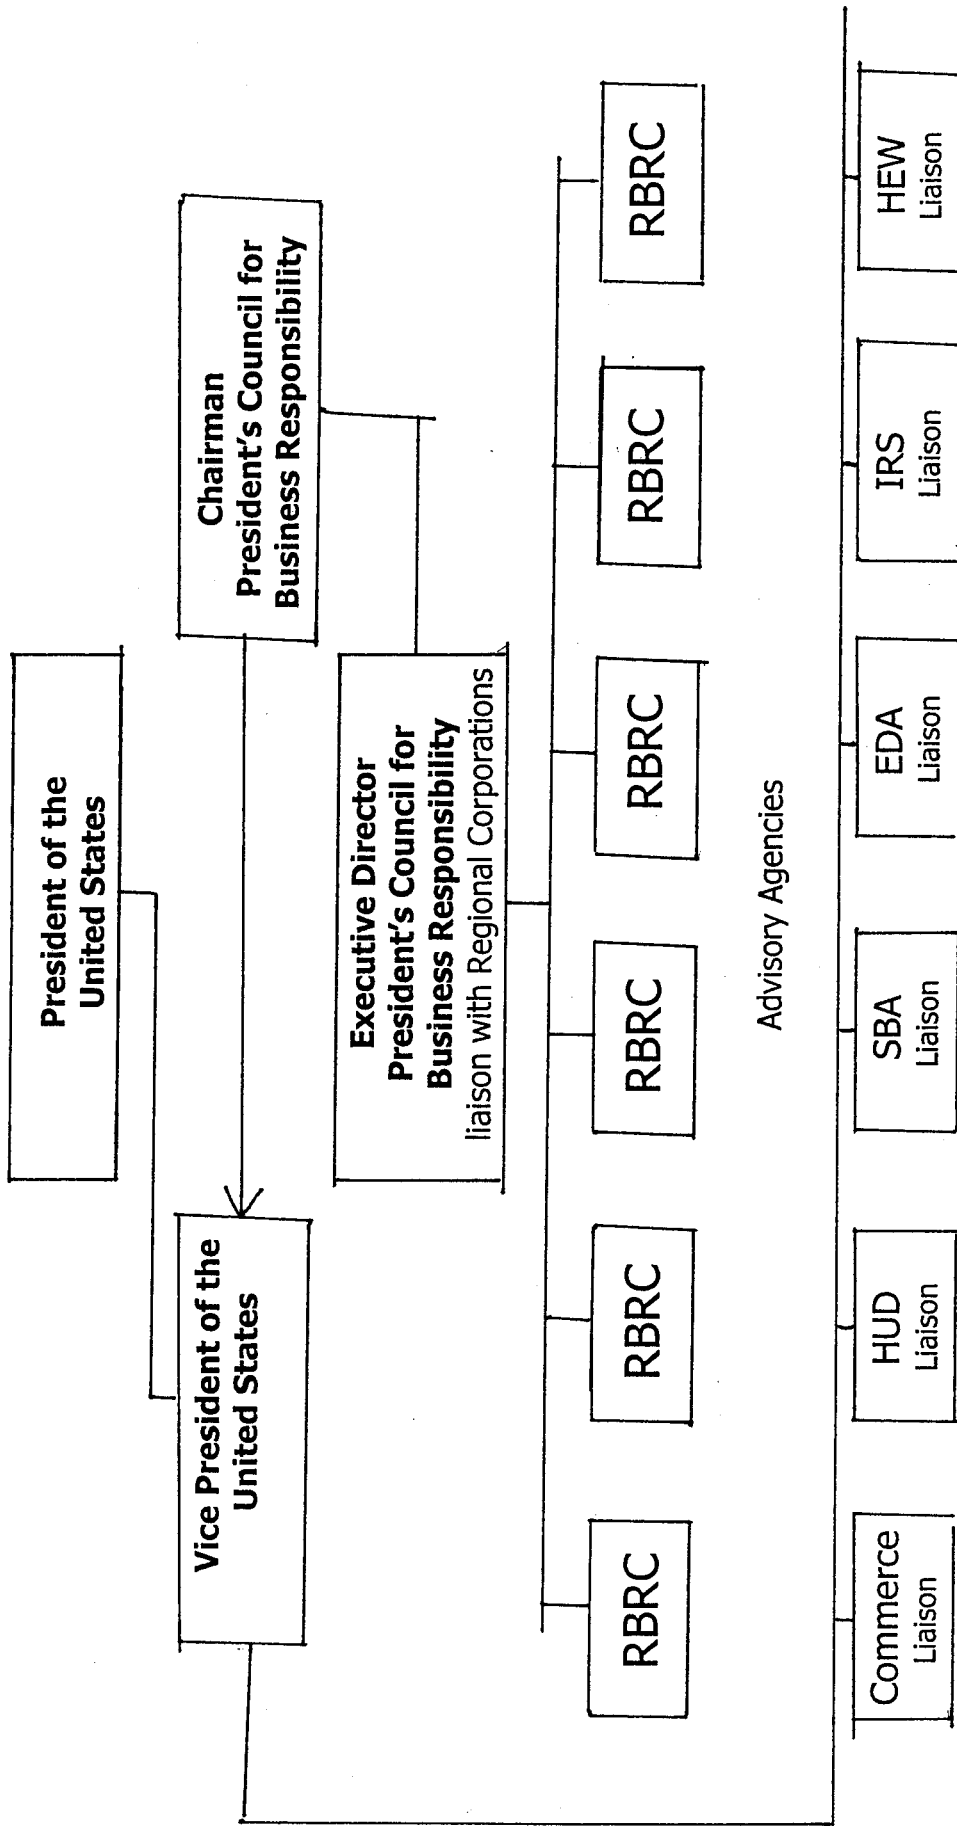 President of the
United States
Vice President of the
United States
Chairman
President's Council for
Business Responsibility
Executive Director
President's Council for
Business Responsibility
liaison with Regional Corporations
RBRC
RBRC
RBRC
RBRC
RBRC
RBRC
Advisory Agencies
Commerce
Liaison
HUD
Liaison
SBA
Liaison
EDA
Liaison
IRS
Liaison
HEW
Liaison